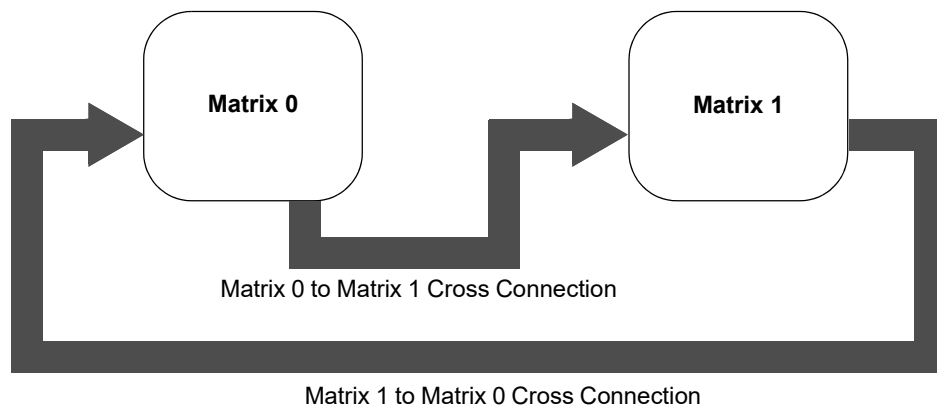 Matrix 0
Matrix 1
Matrix 0 to Matrix 1 Cross Connection
Matrix 1 to Matrix 0 Cross Connection